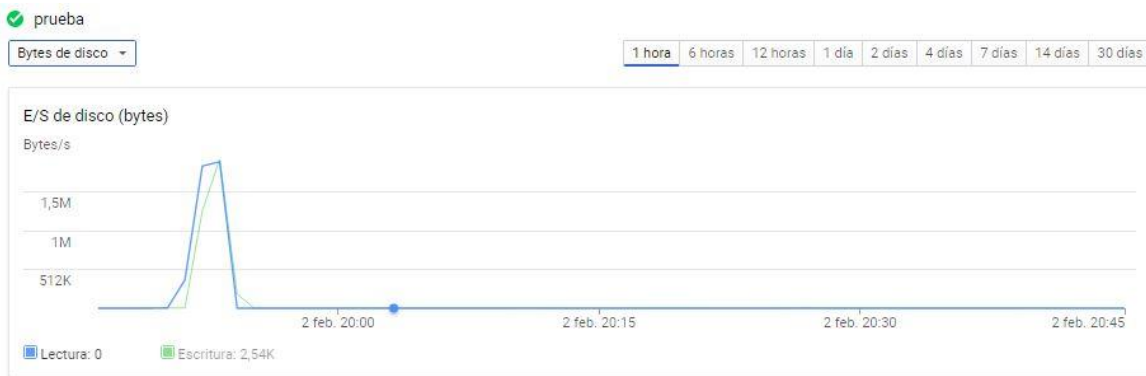 prueba
Bytes de disco
1 hora 6 horas 12 horas 1 día 2 días 4 días 7 días 14 días 30 días
E/S de disco (bytes)
Bytes/s
1,5M
1M
512K
2 feb. 20:00 2 feb. 20:15 2 feb. 20:30 2 feb. 20:45
Lectura: 0 Escritura: 2,54K